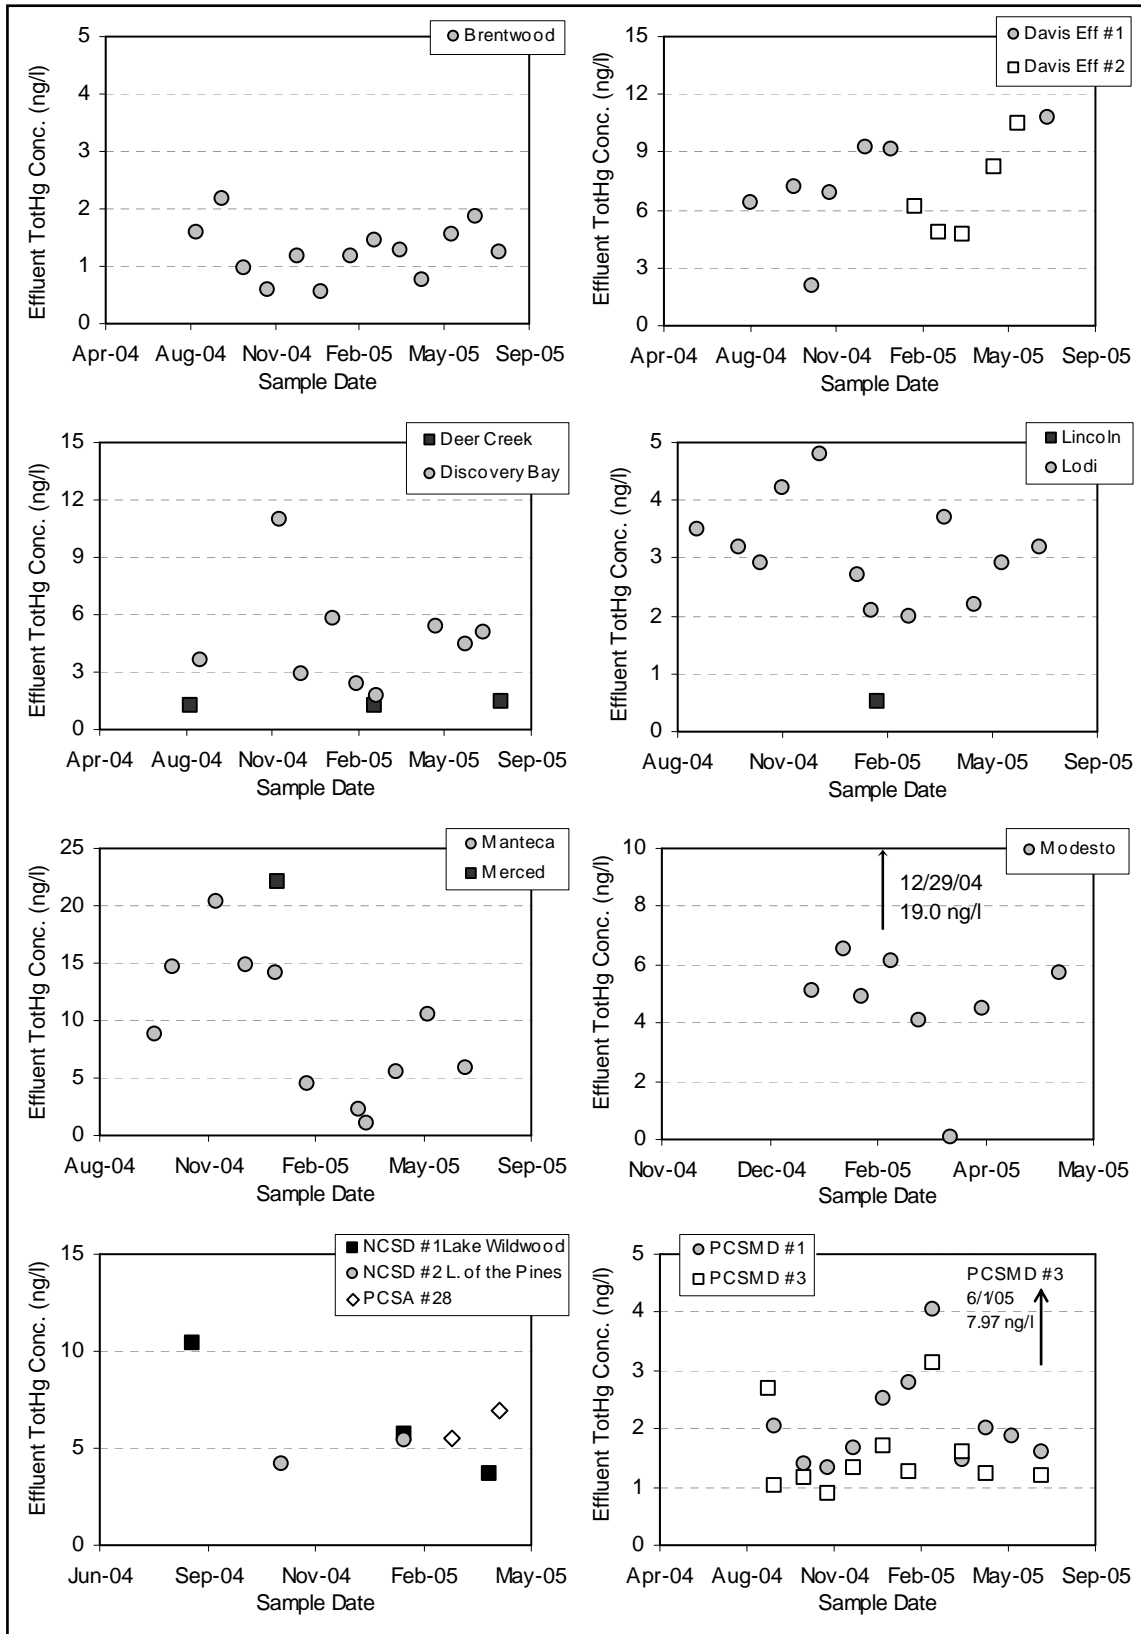 Brentwood
Effluent TotHg Conc. (ng/l)
5
4
3
2
1
0
Apr-04 Aug-04 Nov-04 Feb-05 May-05 Sep-05
Sample Date
Davis Eff #1
Davis Eff #2
Effluent TotHg Conc. (ng/l)
15
12
9
6
3
0
Apr-04 Aug-04 Nov-04 Feb-05 May-05 Sep-05
Sample Date
Deer Creek
Discovery Bay
Effluent TotHg Conc. (ng/l)
15
12
9
6
3
0
Apr-04 Aug-04 Nov-04 Feb-05 May-05 Sep-05
Sample Date
Lincoln
Lodi
Effluent TotHg Conc. (ng/l)
5
4
3
2
1
0
Aug-04 Nov-04 Feb-05 May-05 Sep-05
Sample Date
Manteca
Merced
Effluent TotHg Conc. (ng/l)
25
20
15
10
5
0
Aug-04 Nov-04 Feb-05 May-05 Sep-05
Sample Date
Modesto
12/29/04
19.0 ng/l
Effluent TotHg Conc. (ng/l)
10
8
6
4
2
0
Nov-04 Dec-04 Feb-05 Apr-05 May-05
Sample Date
NCSD #1Lake Wildwood
NCSD #2 L. of the Pines
PCSA #28
Effluent TotHg Conc. (ng/l)
15
10
5
0
Jun-04 Sep-04 Nov-04 Feb-05 May-05
Sample Date
PCSMD #1
PCSMD #3
PCSMD #3
6/1/05
7.97 ng/l
Effluent TotHg Conc. (ng/l)
5
4
3
2
1
0
Apr-04 Aug-04 Nov-04 Feb-05 May-05 Sep-05
Sample Date